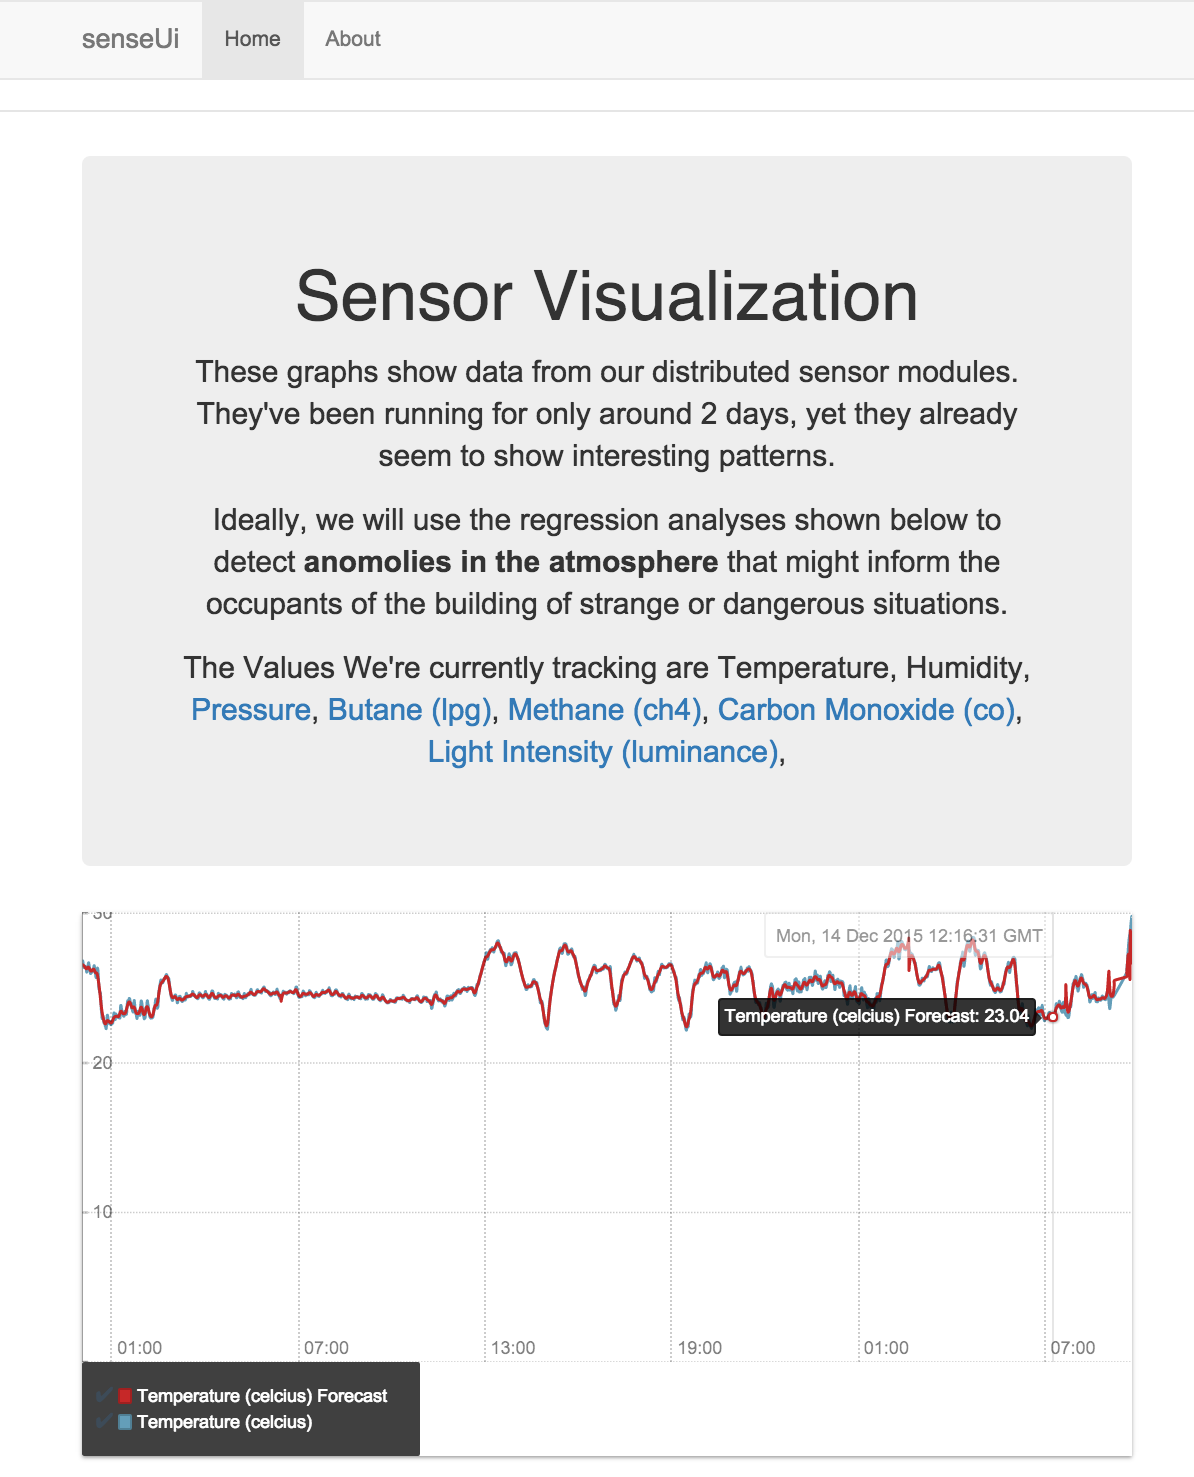 senseUi Home About
Sensor Visualization
These graphs show data from our distributed sensor modules.
They've been running for only around 2 days, yet they already
seem to show interesting patterns.
Ideally, we will use the regression analyses shown below to
detect anomolies in the atmosphere that might inform the
occupants of the building of strange or dangerous situations.
The Values We're currently tracking are Temperature, Humidity,
Pressure, Butane (lpg), Methane (ch4), Carbon Monoxide (co),
Light Intensity (luminance),
30
Mon, 14 Dec 2015 12:16:31 GMT
Temperature (celcius) Forecast: 23.04
20
10
01:00 07:00 13:00 19:00 01:00 07:00
Temperature (celcius) Forecast
Temperature (celcius)